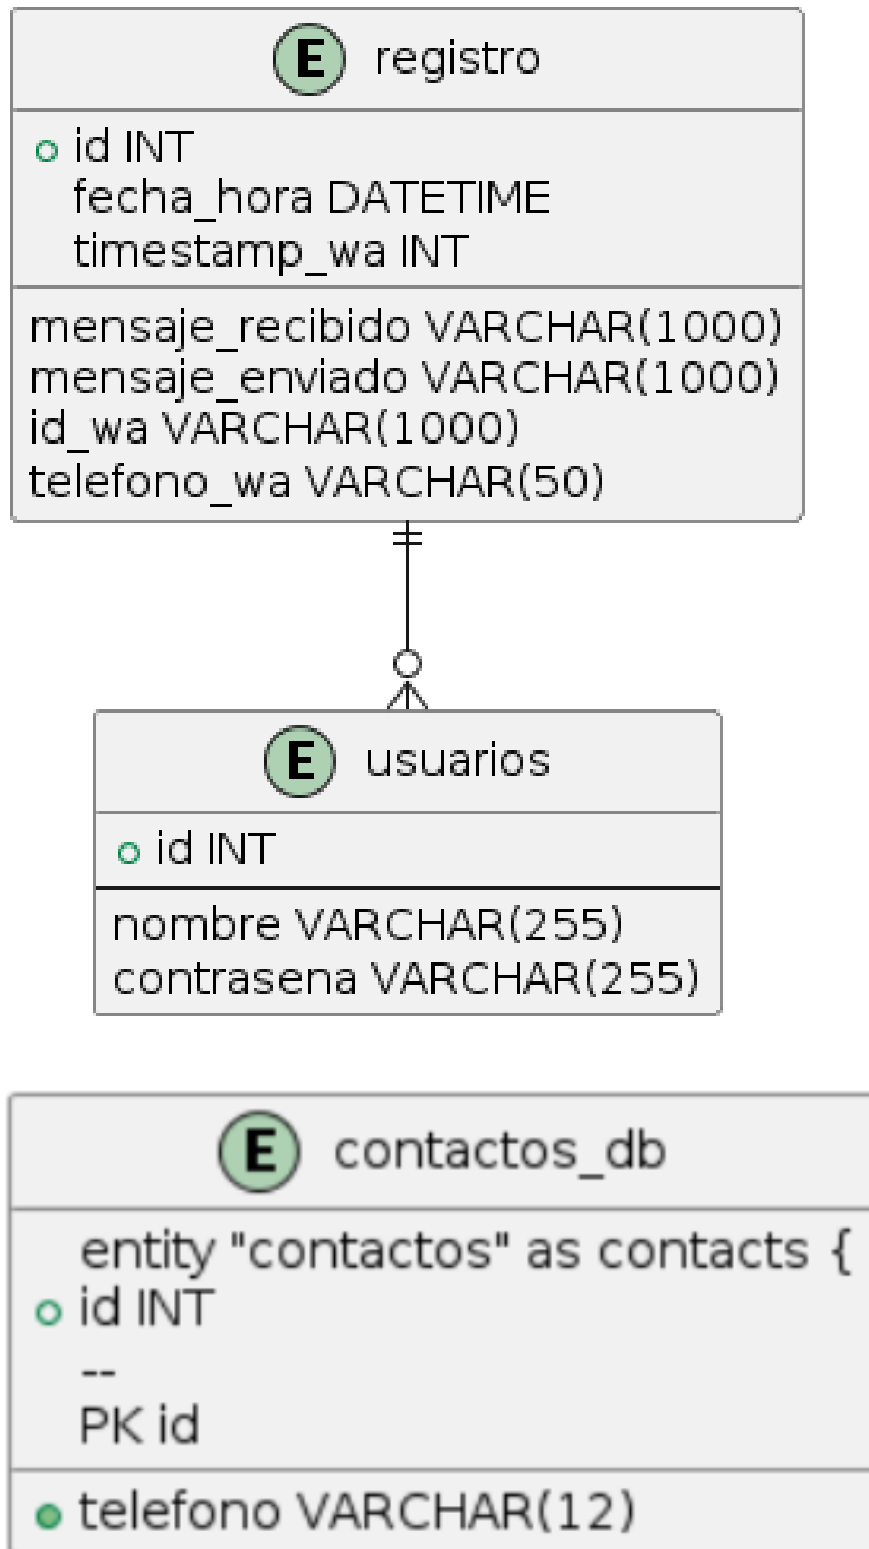 E registro
id INT
fecha_hora DATETIME
timestamp_wa INT
mensaje_recibido VARCHAR(1000)
mensaje_enviado VARCHAR(1000)
id_wa VARCHAR(1000)
telefono_wa VARCHAR(50)
E usuarios
id INT
nombre VARCHAR(255)
contrasena VARCHAR(255)
E contactos_db
entity "contactos" as contacts {
id INT
--
PK id
telefono VARCHAR(12)